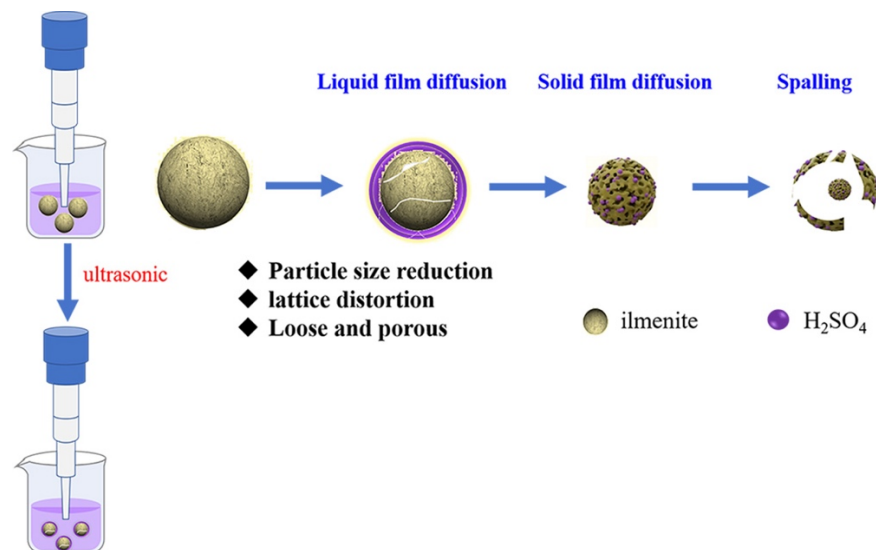 Liquid film diffusion
Solid film diffusion
Spalling
ultrasonic
◆ Particle size reduction
◆ lattice distortion
◆ Loose and porous
ilmenite
H₂SO₄